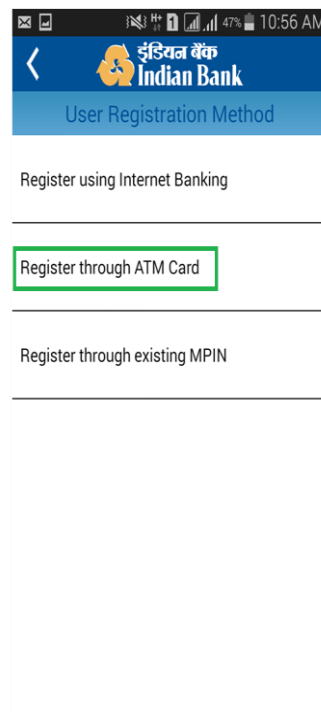 H+ 1 47% 10:56 AM
इंडियन बैंक
Indian Bank
User Registration Method
Register using Internet Banking
Register through ATM Card
Register through existing MPIN